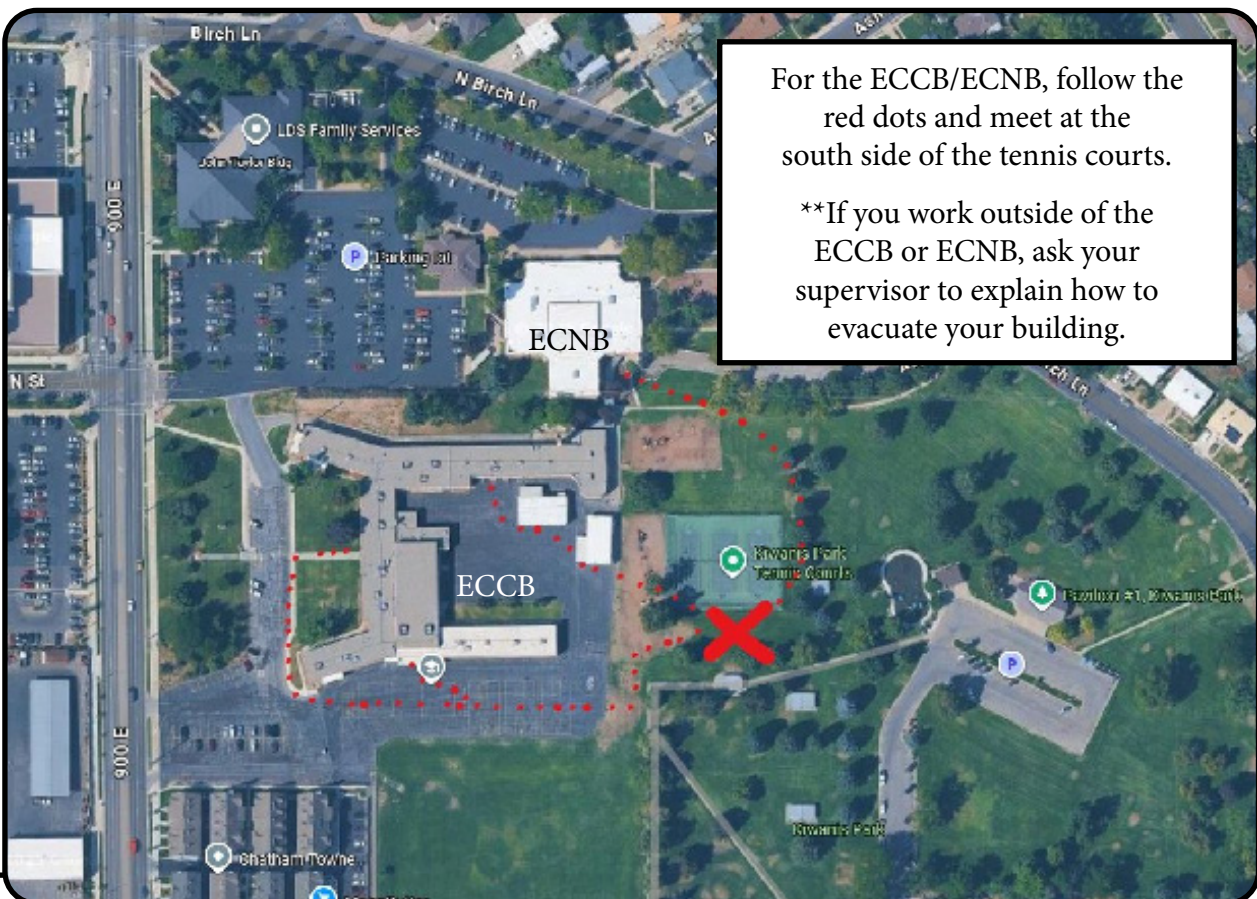 Birch Ln
N Birch Ln
For the ECCB/ECNB, follow the
red dots and meet at the
south side of the tennis courts.
**If you work outside of the
ECCB or ECNB, ask your
supervisor to explain how to
evacuate your building.
LDS Family Services
John Taylor Bldg
900 E
P
Parking lot
ECNB
N St
ch Ln
ECCB
Kiwanis Park
Tennis Courts
Pavilion #1, Kiwanis Park
P
900 E
Kiwanis Park
Chatham Towne